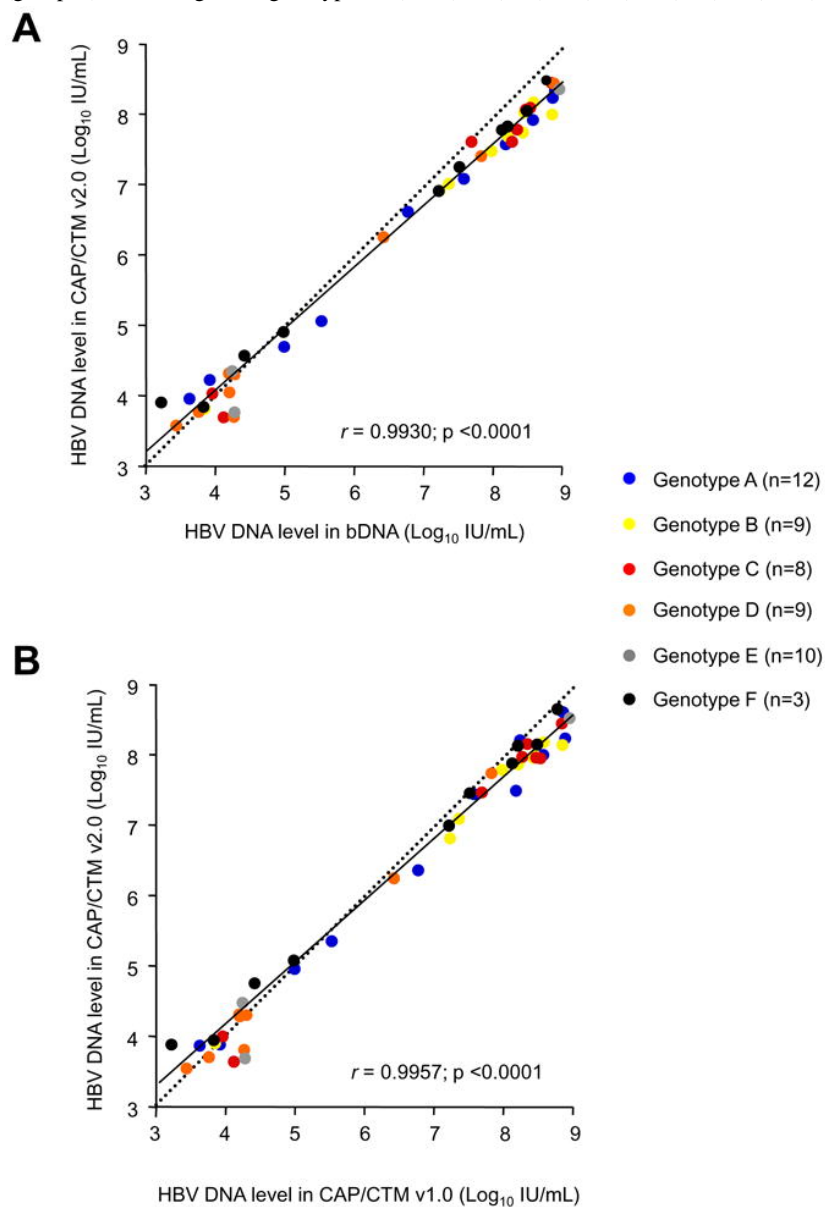 A
HBV DNA level in CAP/CTM v2.0 (Log10 IU/mL)
9
8
7
6
5
4
3
r = 0.9930; p <0.0001
3 4 5 6 7 8 9
HBV DNA level in bDNA (Log10 IU/mL)
Genotype A (n=12)
Genotype B (n=9)
Genotype C (n=8)
Genotype D (n=9)
Genotype E (n=10)
Genotype F (n=3)
B
HBV DNA level in CAP/CTM v2.0 (Log10 IU/mL)
9
8
7
6
5
4
3
r = 0.9957; p <0.0001
3 4 5 6 7 8 9
HBV DNA level in CAP/CTM v1.0 (Log10 IU/mL)